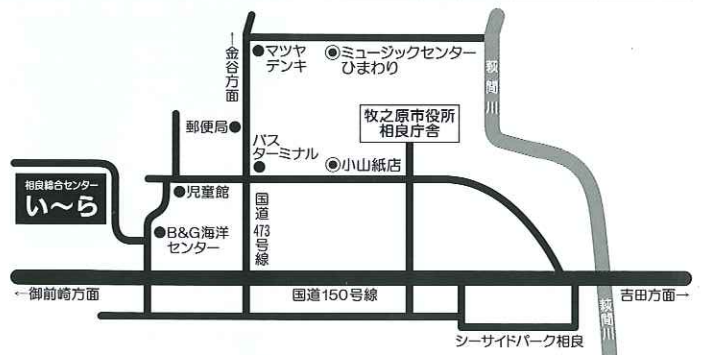 ←金谷方面
マツヤ
デンキ
ミュージックセンター
ひまわり
萩間川
牧之原市役所
相良庁舎
郵便局
バス
ターミナル
小山紙店
相良総合センター
い〜ら
児童館
国道473号線
B&G海洋
センター
←御前崎方面
国道150号線
吉田方面→
萩間川
シーサイドパーク相良